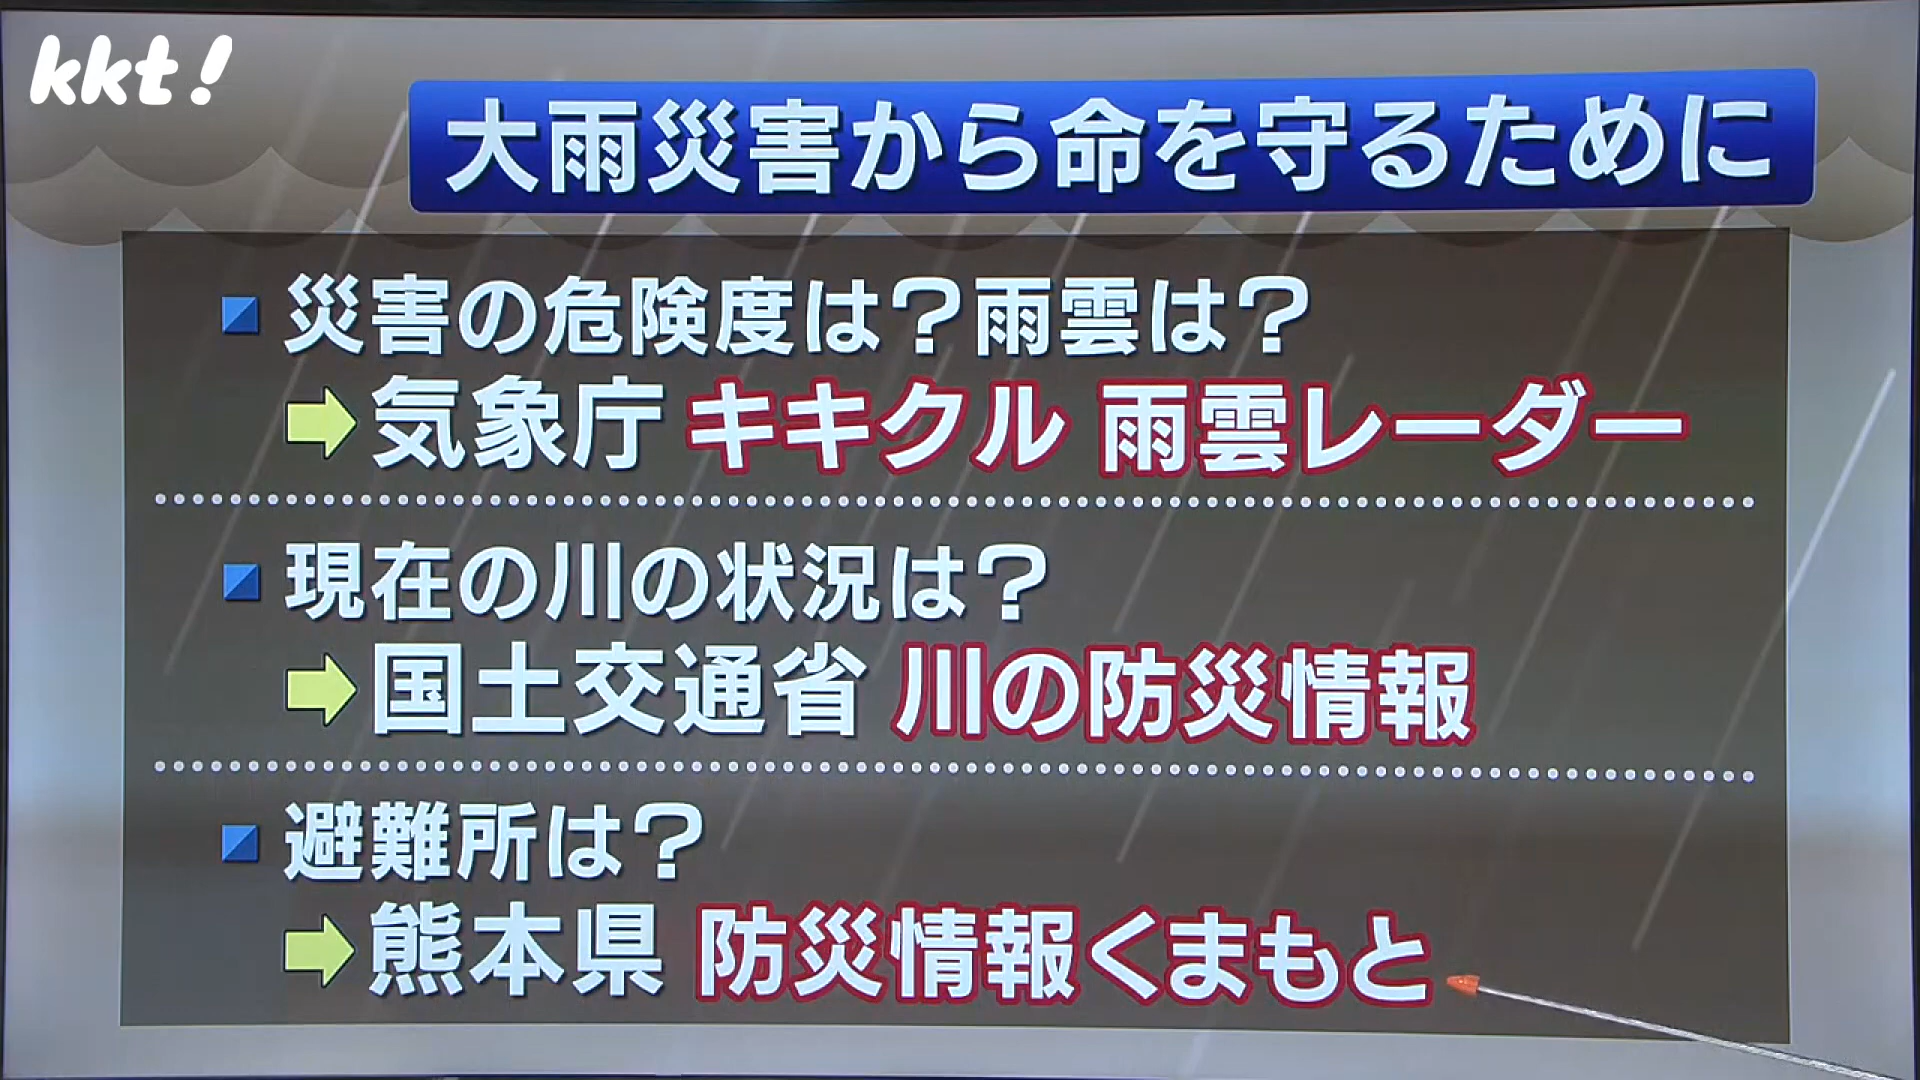 kkt!
大雨災害から命を守るために
災害の危険度は?雨雲は?
気象庁 キキクル 雨雲レーダー
現在の川の状況は?
国土交通省 川の防災情報
避難所は?
熊本県 防災情報くまもと